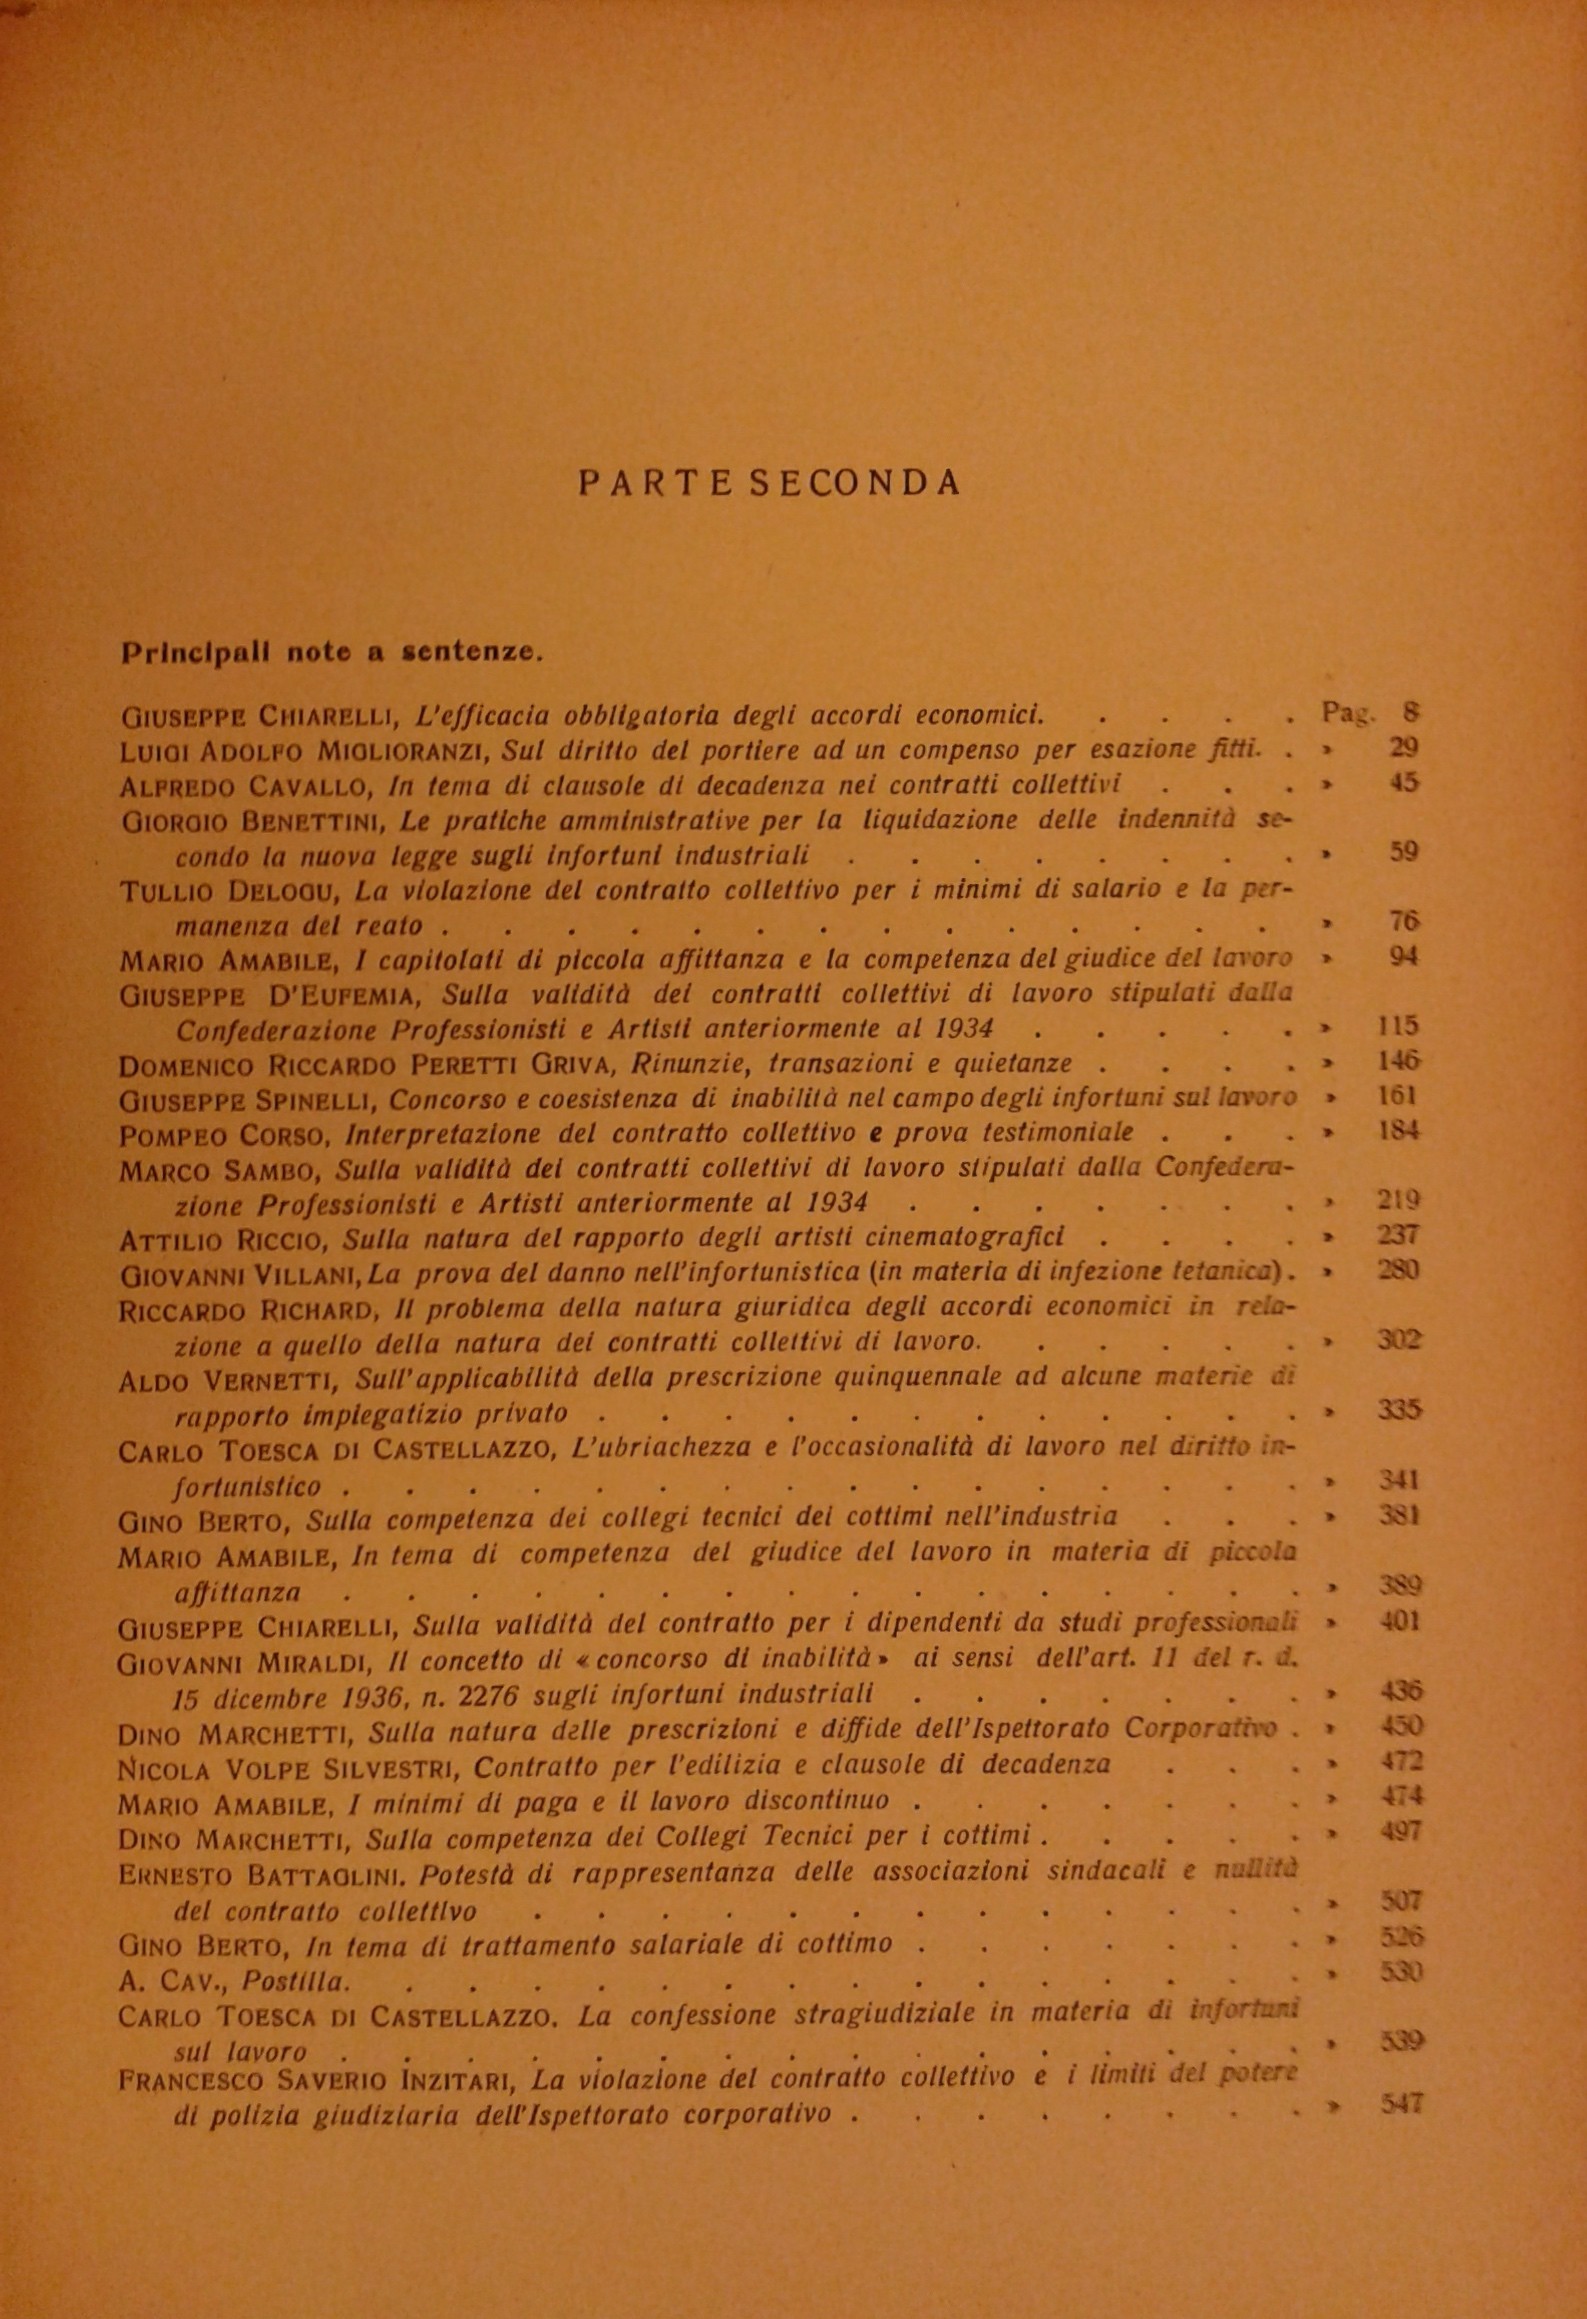 PARTE SECONDA
Principali note a sentenze.
GIUSEPPE CHIARELLI, L'efficacia obbligatoria degli accordi economici. . . . . Pag. 8
LUIGI ADOLFO MIGLIORANZI, Sul diritto del portiere ad un compenso per esazione fitti. . » 29
ALFREDO CAVALLO, In tema di clausole di decadenza nei contratti collettivi . . . » 45
GIORGIO BENETTINI, Le pratiche amministrative per la liquidazione delle indennità se-
condo la nuova legge sugli infortuni industriali . . . . . . . . » 59
TULLIO DELOGU, La violazione del contratto collettivo per i minimi di salario e la per-
manenza del reato . . . . . . . . . . . . . . » 76
MARIO AMABILE, I capitolati di piccola affittanza e la competenza del giudice del lavoro » 94
GIUSEPPE D'EUFEMIA, Sulla validità dei contratti collettivi di lavoro stipulati dalla
Confederazione Professionisti e Artisti anteriormente al 1934 . . . . . » 115
DOMENICO RICCARDO PERETTI GRIVA, Rinunzie, transazioni e quietanze . . . . » 146
GIUSEPPE SPINELLI, Concorso e coesistenza di inabilità nel campo degli infortuni sul lavoro » 161
POMPEO CORSO, Interpretazione del contratto collettivo e prova testimoniale . . . » 184
MARCO SAMBO, Sulla validità dei contratti collettivi di lavoro stipulati dalla Confedera-
zione Professionisti e Artisti anteriormente al 1934 . . . . . . . » 219
ATTILIO RICCIO, Sulla natura del rapporto degli artisti cinematografici . . . . » 237
GIOVANNI VILLANI, La prova del danno nell'infortunistica (in materia di infezione tetanica). » 280
RICCARDO RICHARD, Il problema della natura giuridica degli accordi economici in rela-
zione a quello della natura dei contratti collettivi di lavoro. . . . . . » 302
ALDO VERNETTI, Sull'applicabilità della prescrizione quinquennale ad alcune materie di
rapporto impiegatizio privato . . . . . . . . . . . . » 335
CARLO TOESCA DI CASTELLAZZO, L'ubriachezza e l'occasionalità di lavoro nel diritto in-
fortunistico . . . . . . . . . . . . . . . . » 341
GINO BERTO, Sulla competenza dei collegi tecnici dei cottimi nell'industria . . . » 381
MARIO AMABILE, In tema di competenza del giudice del lavoro in materia di piccola
affittanza . . . . . . . . . . . . . . . . » 389
GIUSEPPE CHIARELLI, Sulla validità del contratto per i dipendenti da studi professionali » 401
GIOVANNI MIRALDI, Il concetto di « concorso di inabilità » ai sensi dell'art. 11 del r. d.
15 dicembre 1936, n. 2276 sugli infortuni industriali . . . . . . . » 436
DINO MARCHETTI, Sulla natura delle prescrizioni e diffide dell'Ispettorato Corporativo . » 450
NICOLA VOLPE SILVESTRI, Contratto per l'edilizia e clausole di decadenza . . . » 472
MARIO AMABILE, I minimi di paga e il lavoro discontinuo . . . . . . . » 474
DINO MARCHETTI, Sulla competenza dei Collegi Tecnici per i cottimi . . . . . » 497
ERNESTO BATTAGLINI. Potestà di rappresentanza delle associazioni sindacali e nullità
del contratto collettivo . . . . . . . . . . . . . » 507
GINO BERTO, In tema di trattamento salariale di cottimo . . . . . . . » 526
A. CAV., Postilla. . . . . . . . . . . . . . . . » 530
CARLO TOESCA DI CASTELLAZZO. La confessione stragiudiziale in materia di infortuni
sul lavoro . . . . . . . . . . . . . . . . » 539
FRANCESCO SAVERIO INZITARI, La violazione del contratto collettivo e i limiti del potere
di polizia giudiziaria dell'Ispettorato corporativo . . . . . . . . » 547